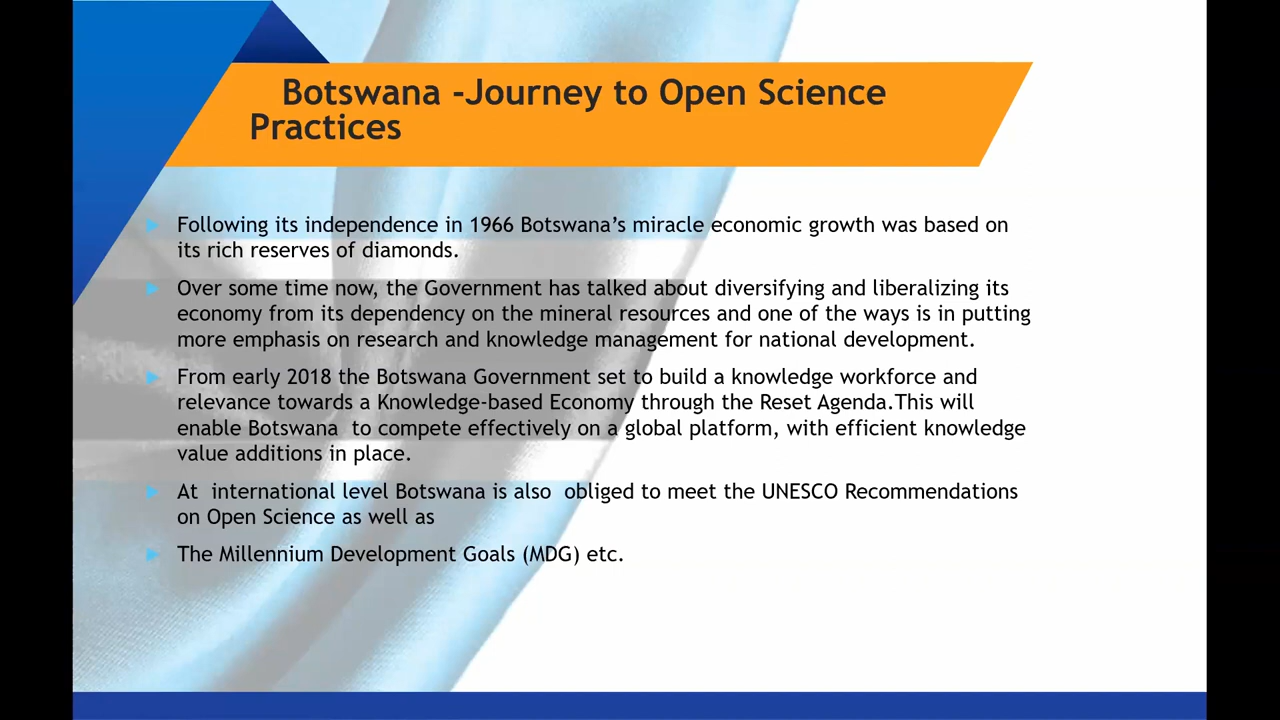 Botswana -Journey to Open Science
Practices
Following its independence in 1966 Botswana’s miracle economic growth was based on
its rich reserves of diamonds.
Over some time now, the Government has talked about diversifying and liberalizing its
economy from its dependency on the mineral resources and one of the ways is in putting
more emphasis on research and knowledge management for national development.
From early 2018 the Botswana Government set to build a knowledge workforce and
relevance towards a Knowledge-based Economy through the Reset Agenda.This will
enable Botswana  to compete effectively on a global platform, with efficient knowledge
value additions in place.
At  international level Botswana is also  obliged to meet the UNESCO Recommendations
on Open Science as well as
The Millennium Development Goals (MDG) etc.